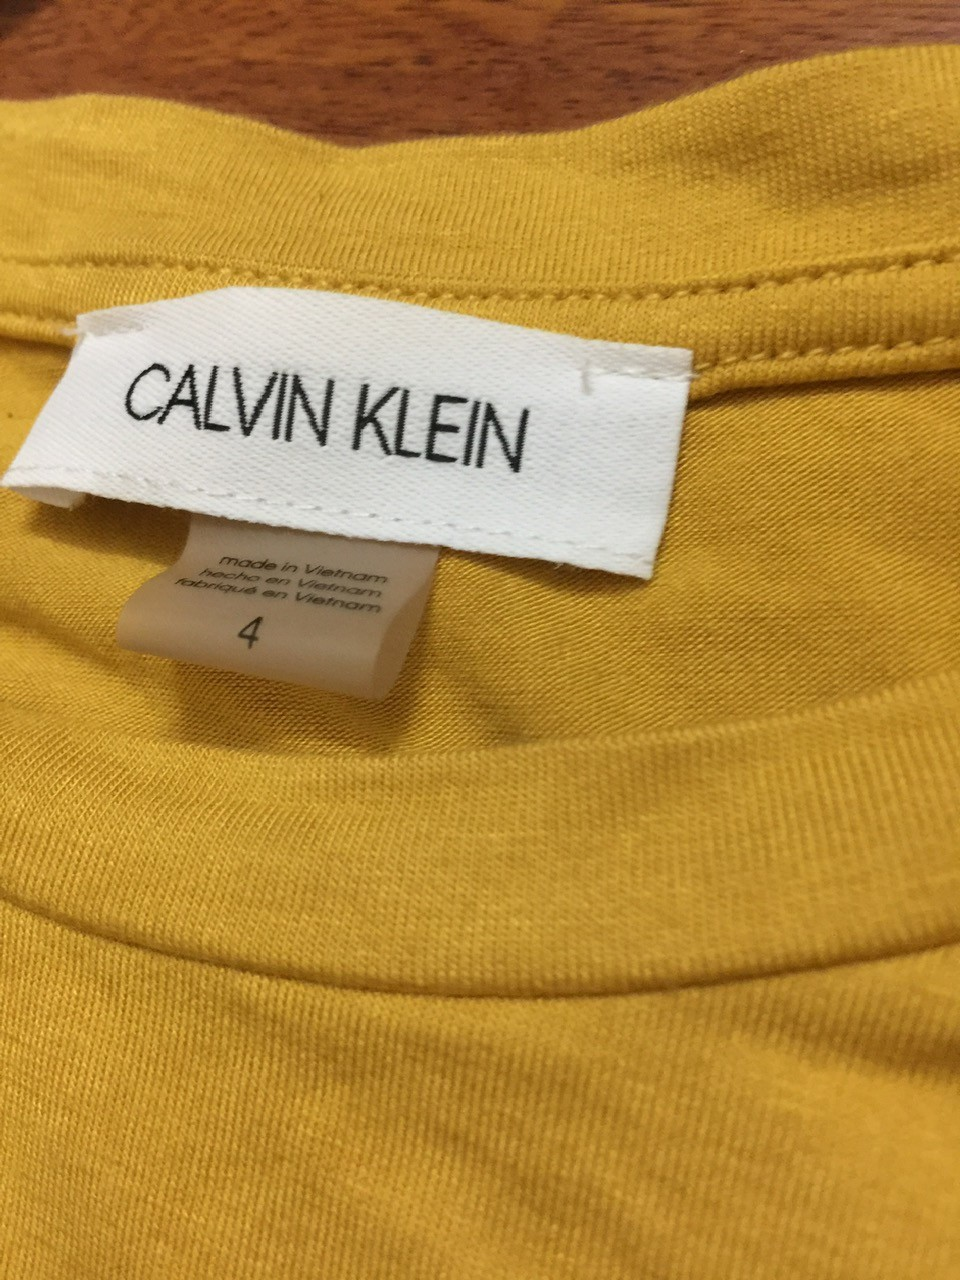 CALVIN KLEIN
made in Vietnam
hecho en Vietnam
fabriqué en Vietnam
4